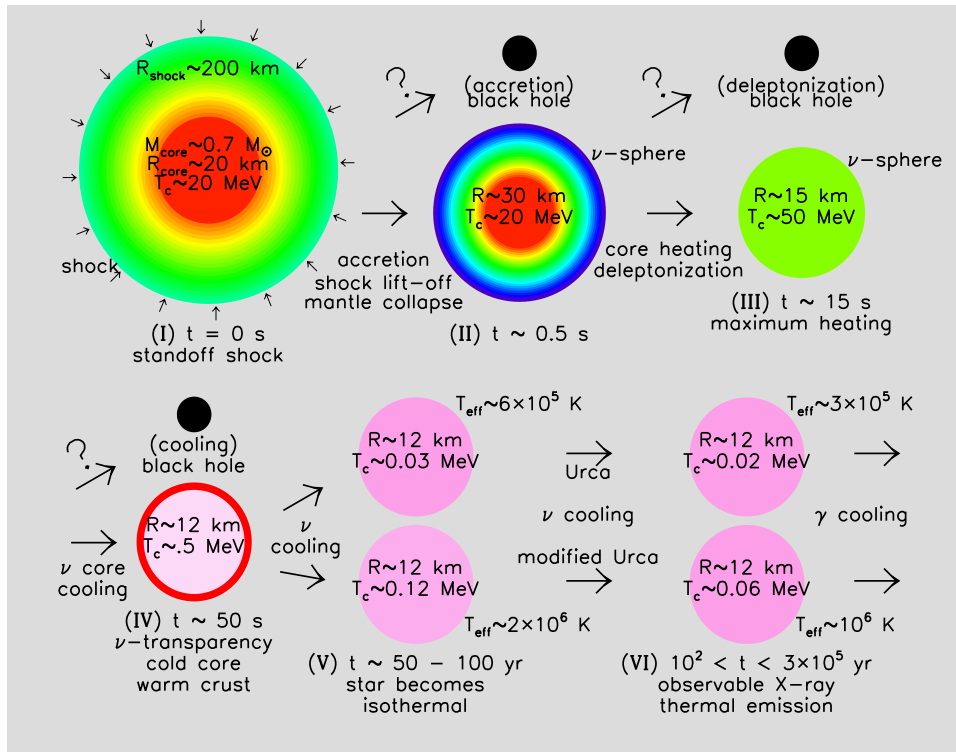 R_shock~200 km
M_core~0.7 M_⊙
R_core~20 km
T_c~20 MeV
shock
(I) t = 0 s
standoff shock
?
(accretion)
black hole
ν-sphere
R~30 km
T_c~20 MeV
accretion
shock lift-off
mantle collapse
(II) t ~ 0.5 s
?
(deleptonization)
black hole
ν-sphere
R~15 km
T_c~50 MeV
core heating
deleptonization
(III) t ~ 15 s
maximum heating
?
(cooling)
black hole
R~12 km
T_c~.5 MeV
ν core
cooling
(IV) t ~ 50 s
ν-transparency
cold core
warm crust
ν
cooling
T_eff~6×10^5 K
R~12 km
T_c~0.03 MeV
R~12 km
T_c~0.12 MeV
T_eff~2×10^6 K
(V) t ~ 50 - 100 yr
star becomes
isothermal
Urca
ν cooling
modified Urca
T_eff~3×10^5 K
R~12 km
T_c~0.02 MeV
γ cooling
R~12 km
T_c~0.06 MeV
T_eff~10^6 K
(VI) 10^2 < t < 3×10^5 yr
observable X-ray
thermal emission